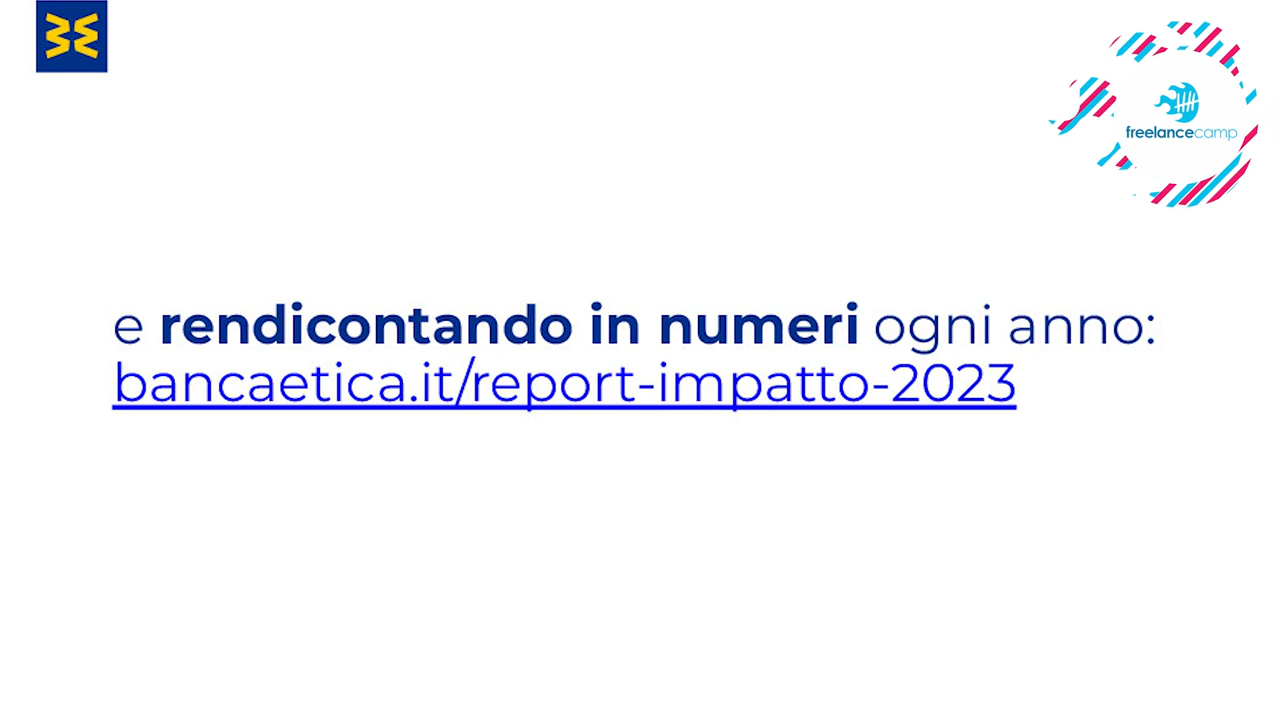 freelancecamp
e rendicontando in numeri ogni anno:
bancaetica.it/report-impatto-2023